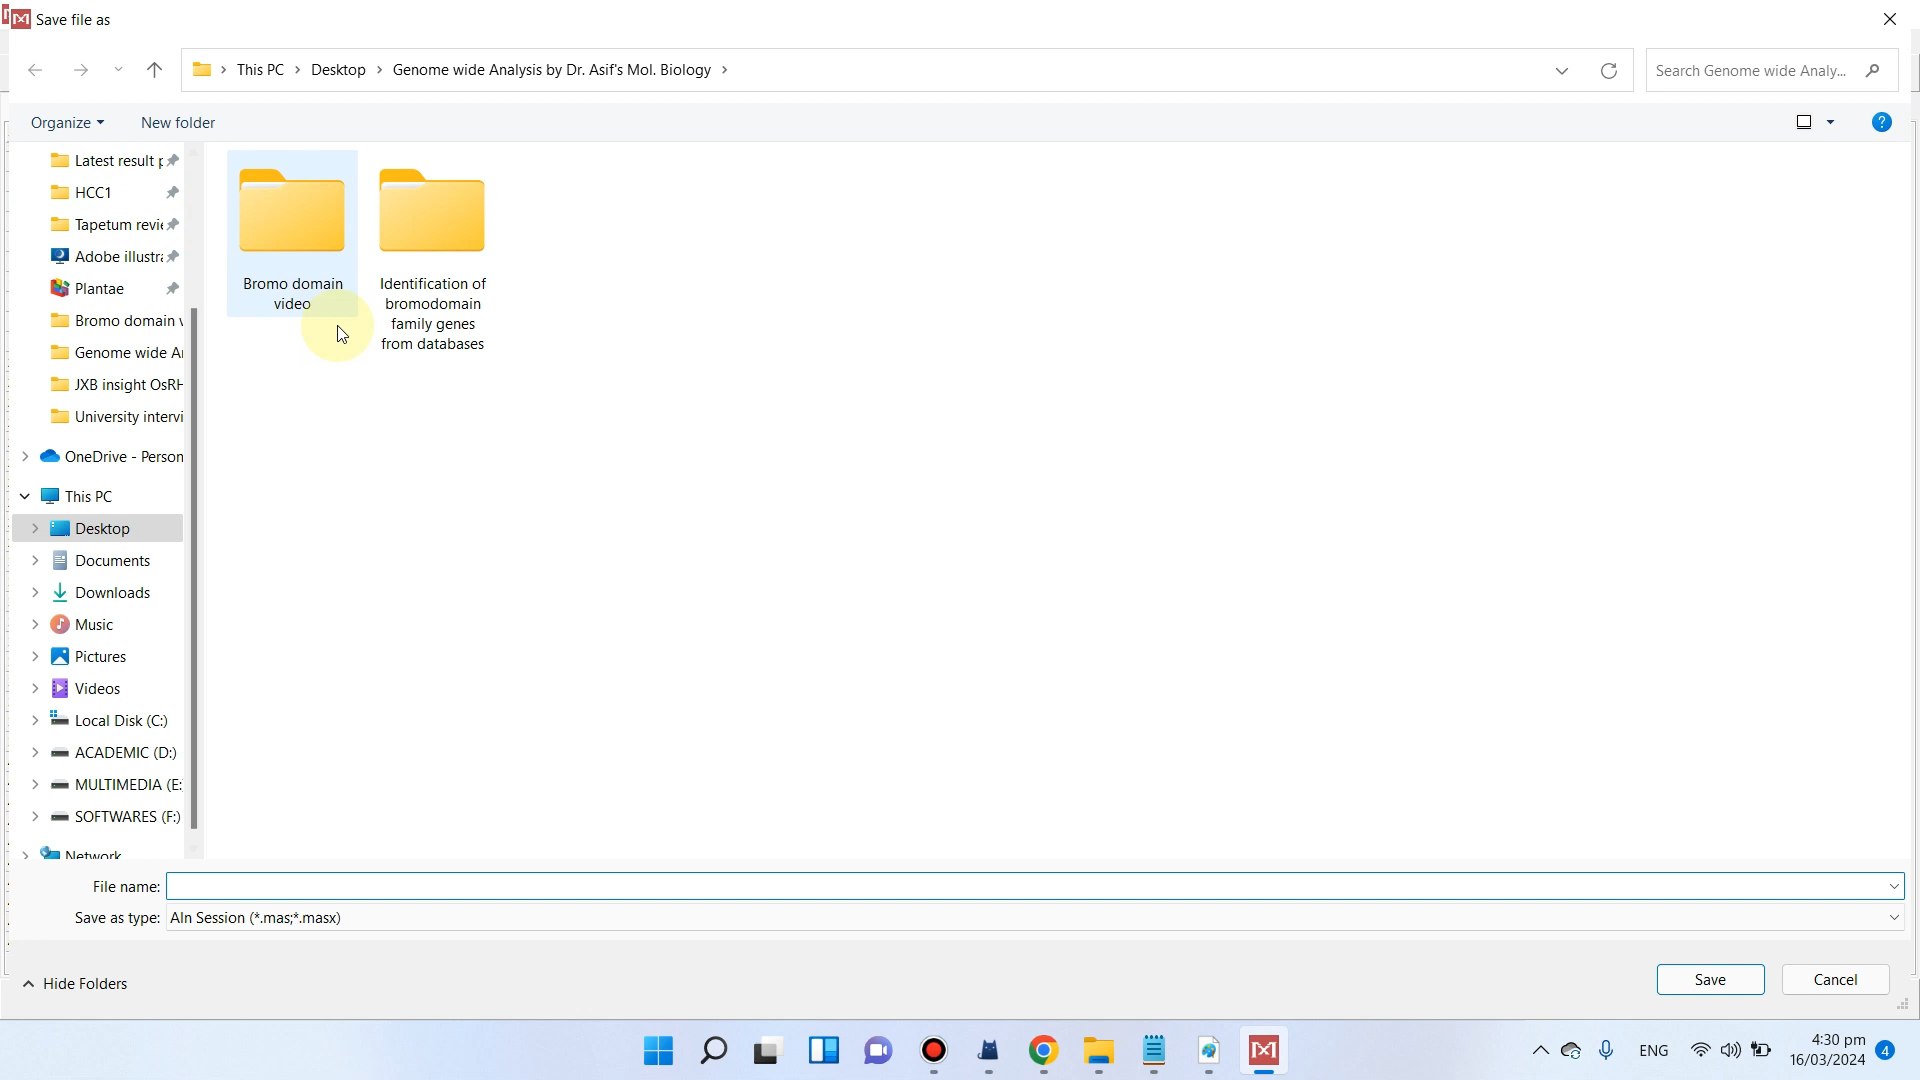 Save file as
This PC > Desktop > Genome wide Analysis by Dr. Asif's Mol. Biology >
Search Genome wide Analy...
Organize
New folder
Latest result p
HCC1
Tapetum revie
Adobe illustra
Plantae
Bromo domain v
Genome wide An
JXB insight OsRH
University intervi
OneDrive - Person
This PC
Desktop
Documents
Downloads
Music
Pictures
Videos
Local Disk (C:)
ACADEMIC (D:)
MULTIMEDIA (E:
SOFTWARES (F:)
Network
Bromo domain
video
Identification of
bromodomain
family genes
from databases
File name:
Save as type: Aln Session (*.mas;*.masx)
Hide Folders
Save
Cancel
ENG
4:30 pm
16/03/2024
4